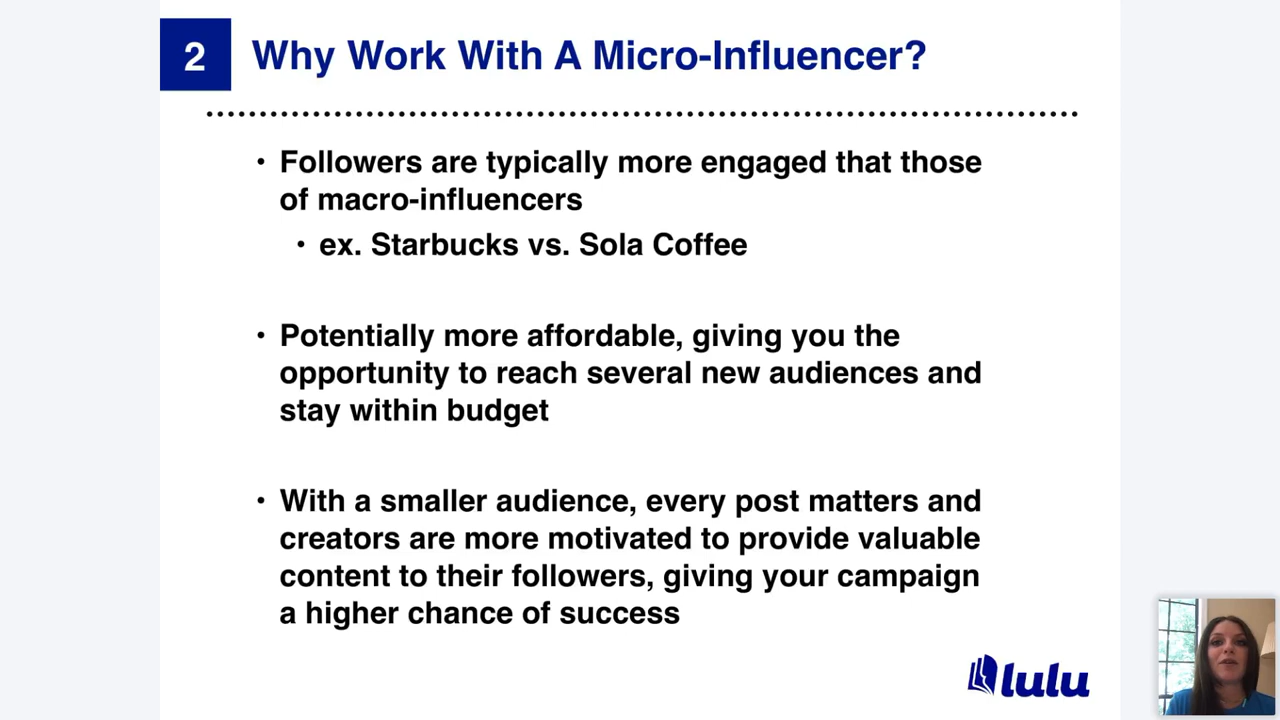 2
Why Work With A Micro-Influencer?
• Followers are typically more engaged that those
of macro-influencers
• ex. Starbucks vs. Sola Coffee
• Potentially more affordable, giving you the
opportunity to reach several new audiences and
stay within budget
• With a smaller audience, every post matters and
creators are more motivated to provide valuable
content to their followers, giving your campaign
a higher chance of success
lulu